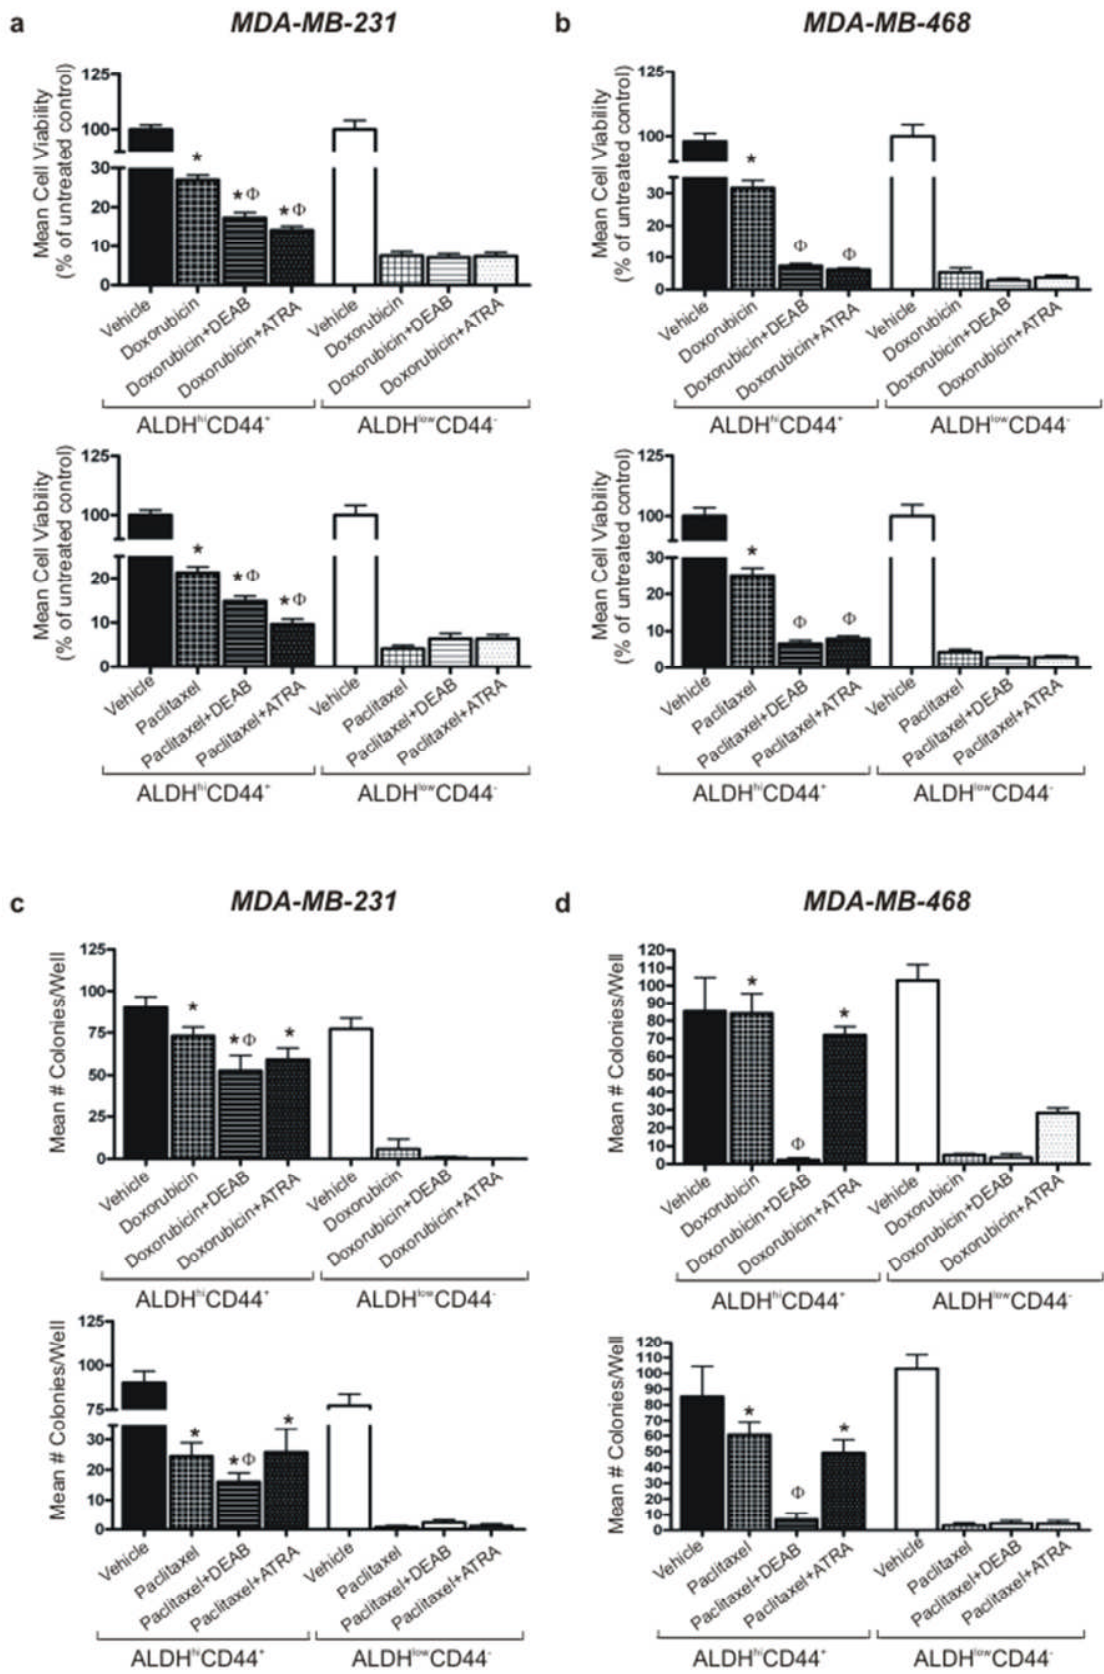 a MDA-MB-231
Mean Cell Viability
(% of untreated control)
125
100
30
20
10
0
*
*Φ
*Φ
Vehicle
Doxorubicin
Doxorubicin+DEAB
Doxorubicin+ATRA
Vehicle
Doxorubicin
Doxorubicin+DEAB
Doxorubicin+ATRA
ALDHhiCD44+
ALDHlowCD44-
Mean Cell Viability
(% of untreated control)
125
100
20
10
0
*
*Φ
*Φ
Vehicle
Paclitaxel
Paclitaxel+DEAB
Paclitaxel+ATRA
Vehicle
Paclitaxel
Paclitaxel+DEAB
Paclitaxel+ATRA
ALDHhiCD44+
ALDHlowCD44-
b MDA-MB-468
Mean Cell Viability
(% of untreated control)
125
100
30
20
10
0
*
Φ
Φ
Vehicle
Doxorubicin
Doxorubicin+DEAB
Doxorubicin+ATRA
Vehicle
Doxorubicin
Doxorubicin+DEAB
Doxorubicin+ATRA
ALDHhiCD44+
ALDHlowCD44-
Mean Cell Viability
(% of untreated control)
125
100
30
20
10
0
*
Φ
Φ
Vehicle
Paclitaxel
Paclitaxel+DEAB
Paclitaxel+ATRA
Vehicle
Paclitaxel
Paclitaxel+DEAB
Paclitaxel+ATRA
ALDHhiCD44+
ALDHlowCD44-
c MDA-MB-231
Mean # Colonies/Well
125
100
75
50
25
0
*
*Φ
*
Vehicle
Doxorubicin
Doxorubicin+DEAB
Doxorubicin+ATRA
Vehicle
Doxorubicin
Doxorubicin+DEAB
Doxorubicin+ATRA
ALDHhiCD44+
ALDHlowCD44-
Mean # Colonies/Well
125
100
75
30
20
10
0
*
*Φ
*
Vehicle
Paclitaxel
Paclitaxel+DEAB
Paclitaxel+ATRA
Vehicle
Paclitaxel
Paclitaxel+DEAB
Paclitaxel+ATRA
ALDHhiCD44+
ALDHlowCD44-
d MDA-MB-468
Mean # Colonies/Well
120
110
100
90
80
70
60
50
40
30
20
10
0
*
Φ
*
Vehicle
Doxorubicin
Doxorubicin+DEAB
Doxorubicin+ATRA
Vehicle
Doxorubicin
Doxorubicin+DEAB
Doxorubicin+ATRA
ALDHhiCD44+
ALDHlowCD44-
Mean # Colonies/Well
120
110
100
90
80
70
60
50
40
30
20
10
0
*
Φ
*
Vehicle
Paclitaxel
Paclitaxel+DEAB
Paclitaxel+ATRA
Vehicle
Paclitaxel
Paclitaxel+DEAB
Paclitaxel+ATRA
ALDHhiCD44+
ALDHlowCD44-